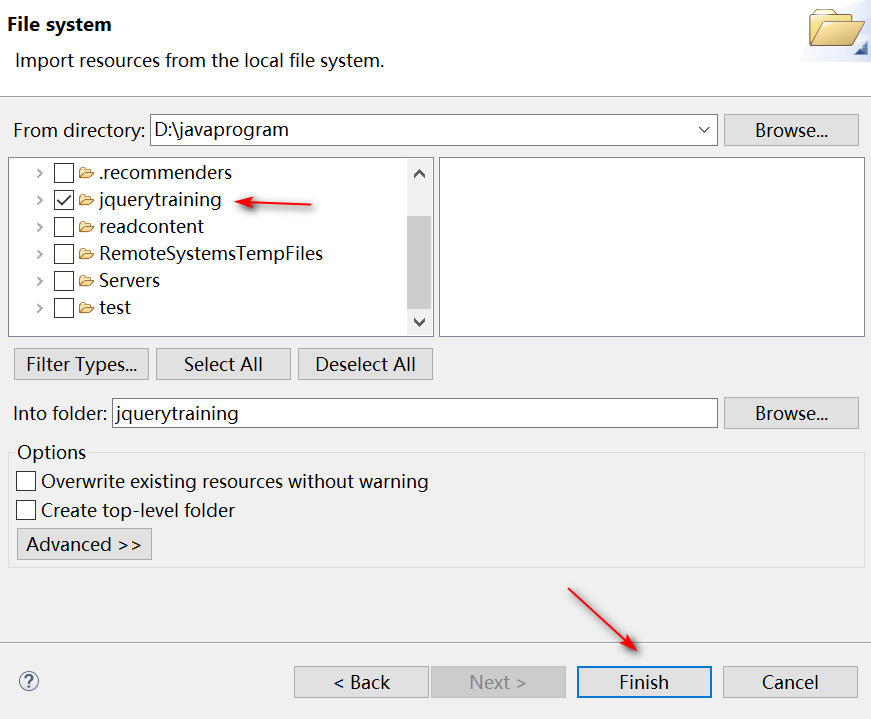 File system
Import resources from the local file system.
From directory: D:\javaprogram Browse...
.recommenders
jquerytraining
readcontent
RemoteSystemsTempFiles
Servers
test
Filter Types... Select All Deselect All
Into folder: jquerytraining Browse...
Options
Overwrite existing resources without warning
Create top-level folder
Advanced >>
? < Back Next > Finish Cancel